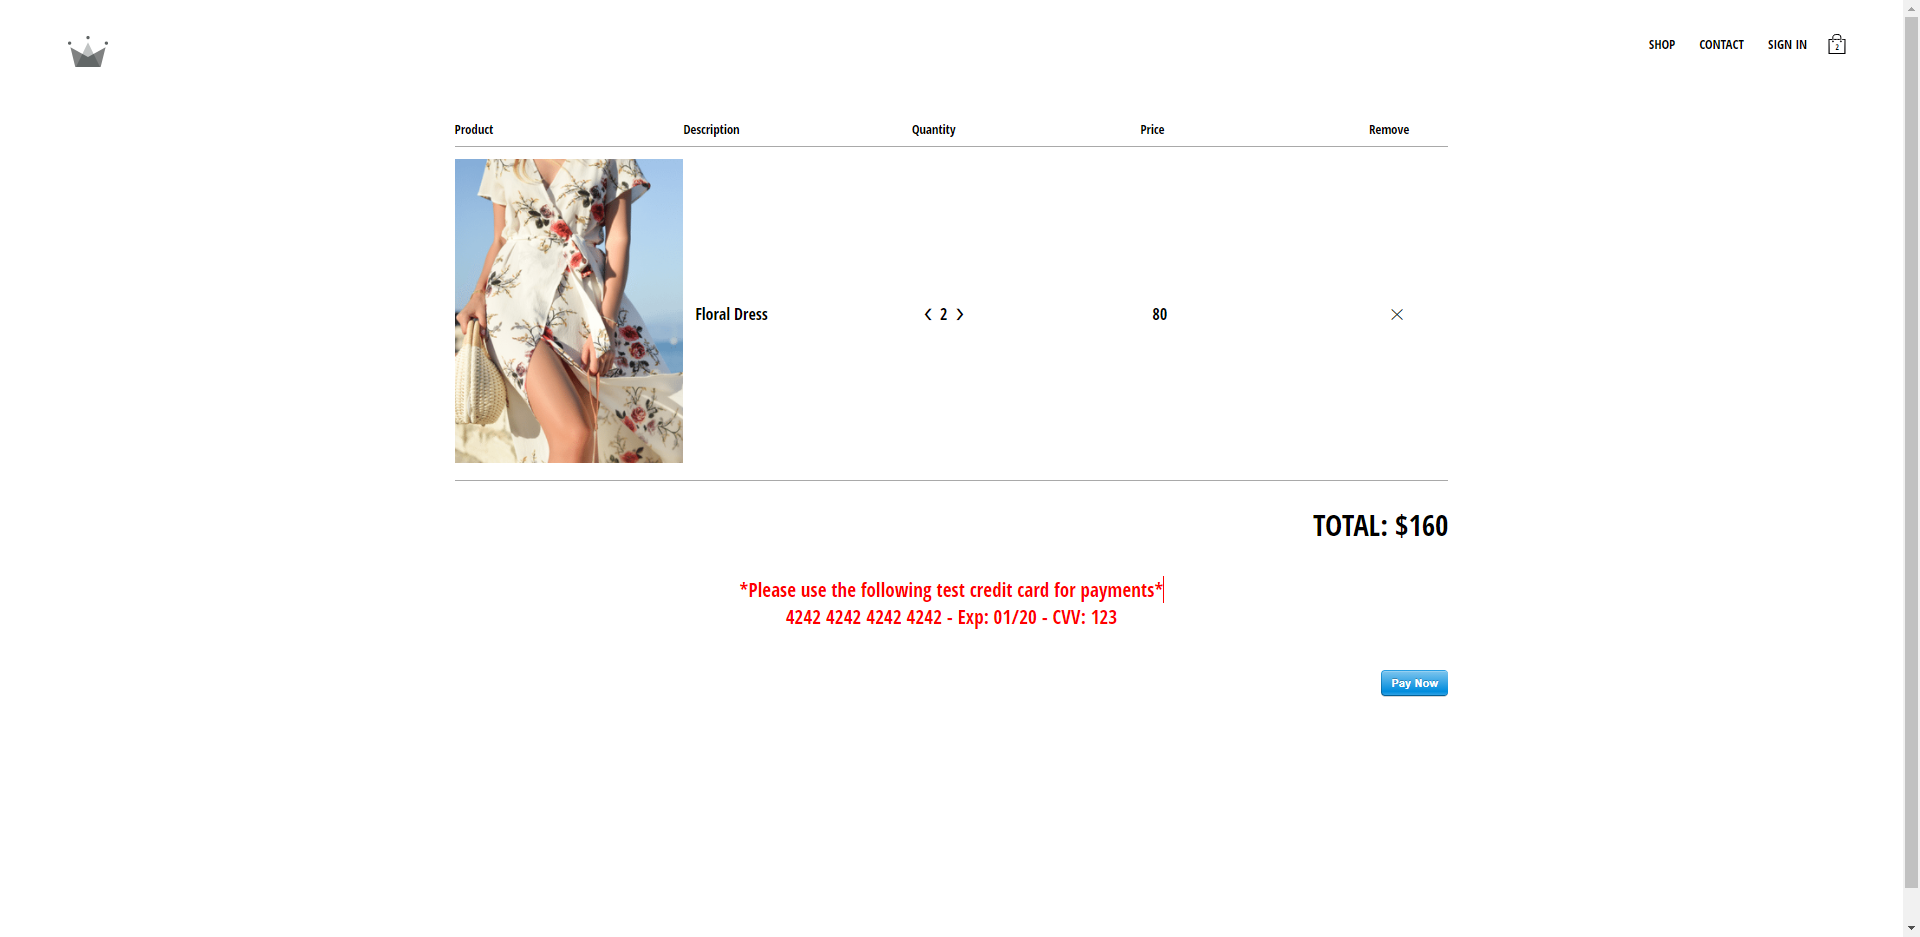 SHOP CONTACT SIGN IN 2
Product Description Quantity Price Remove
Floral Dress 2 80
TOTAL: $160
*Please use the following test credit card for payments*
4242 4242 4242 4242 - Exp: 01/20 - CVV: 123
Pay Now